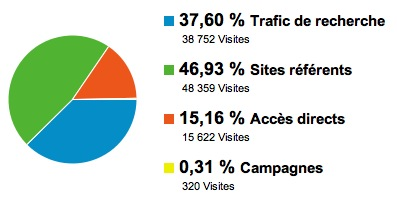 37,60 % Trafic de recherche
38 752 Visites
46,93 % Sites référents
48 359 Visites
15,16 % Accès directs
15 622 Visites
0,31 % Campagnes
320 Visites